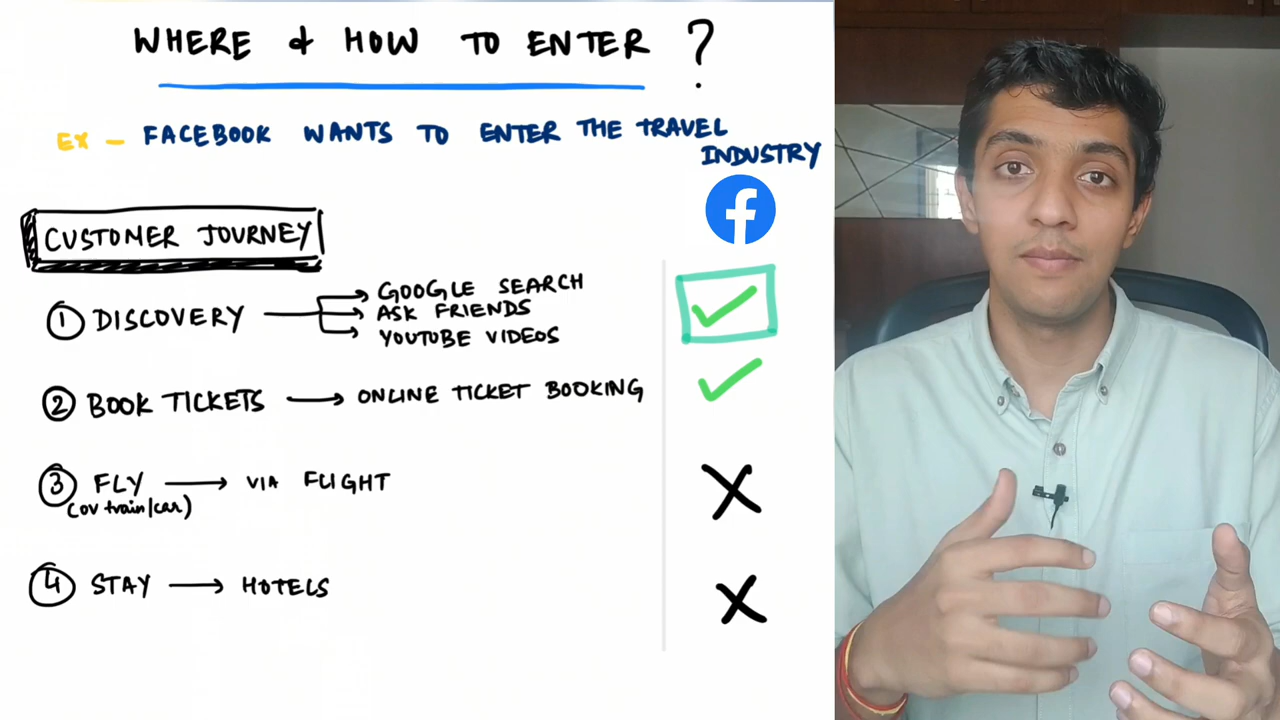 WHERE & HOW TO ENTER ?
EX - FACEBOOK WANTS TO ENTER THE TRAVEL
INDUSTRY
CUSTOMER JOURNEY
1 DISCOVERY → GOOGLE SEARCH
→ ASK FRIENDS
→ YOUTUBE VIDEOS
2 BOOK TICKETS → ONLINE TICKET BOOKING
3 FLY → VIA FLIGHT
(or train/car)
4 STAY → HOTELS